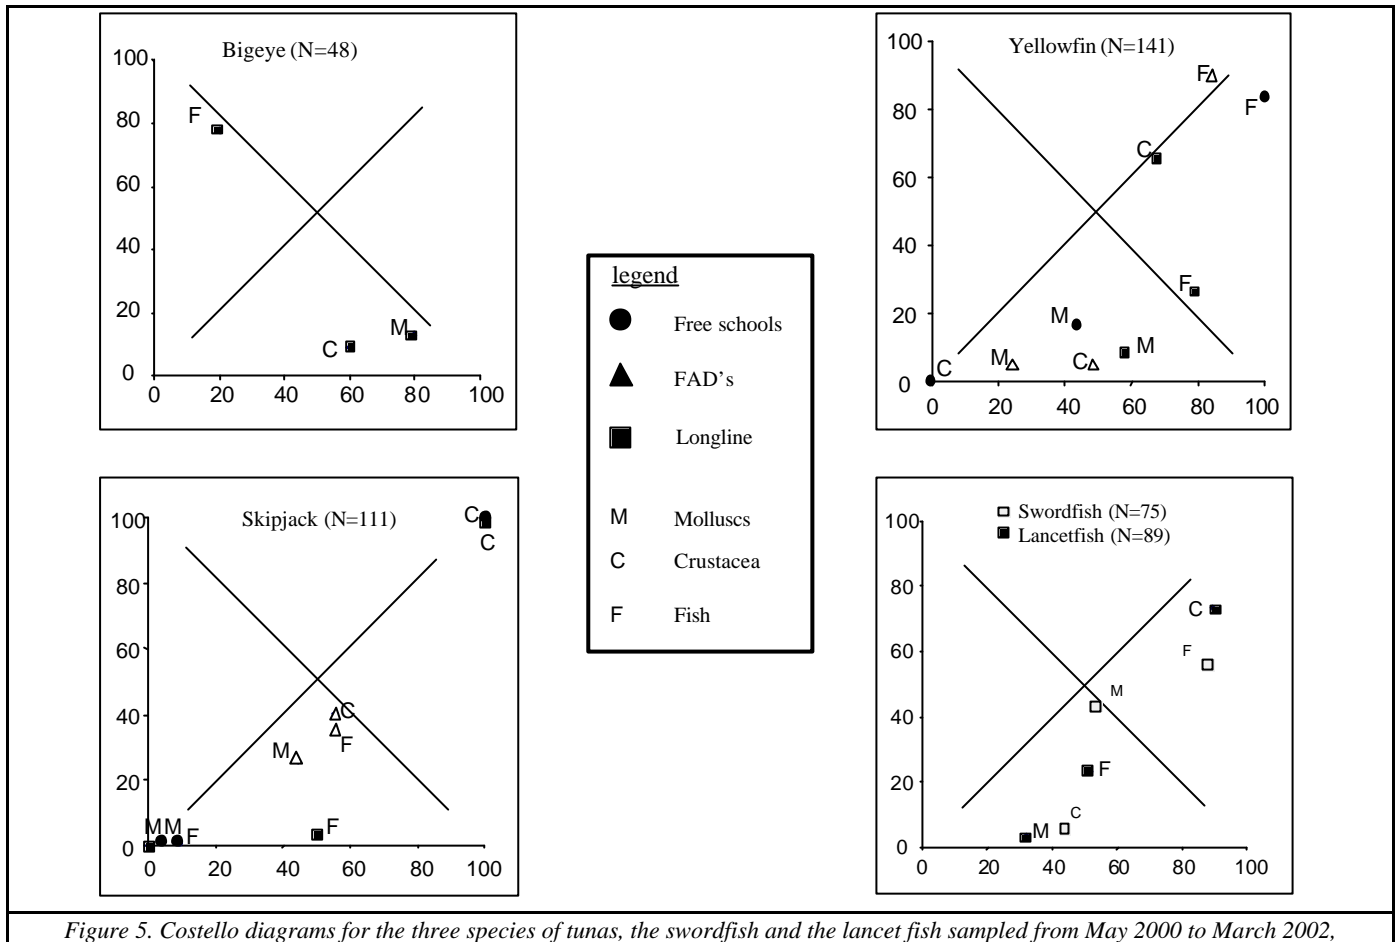 Bigeye (N=48)
100
80
60
40
20
0
0 20 40 60 80 100
F
C
M
Yellowfin (N=141)
100
80
60
40
20
0
0 20 40 60 80 100
F
F
C
F
M
M
M
C
C
legend
Free schools
FAD's
Longline
M Molluscs
C Crustacea
F Fish
Skipjack (N=111)
100
80
60
40
20
0
0 20 40 60 80 100
C
C
C
M
F
F
M M F
Swordfish (N=75)
Lancetfish (N=89)
100
80
60
40
20
0
0 20 40 60 80 100
C
F
M
F
C
M
Figure 5. Costello diagrams for the three species of tunas, the swordfish and the lancet fish sampled from May 2000 to March 2002,